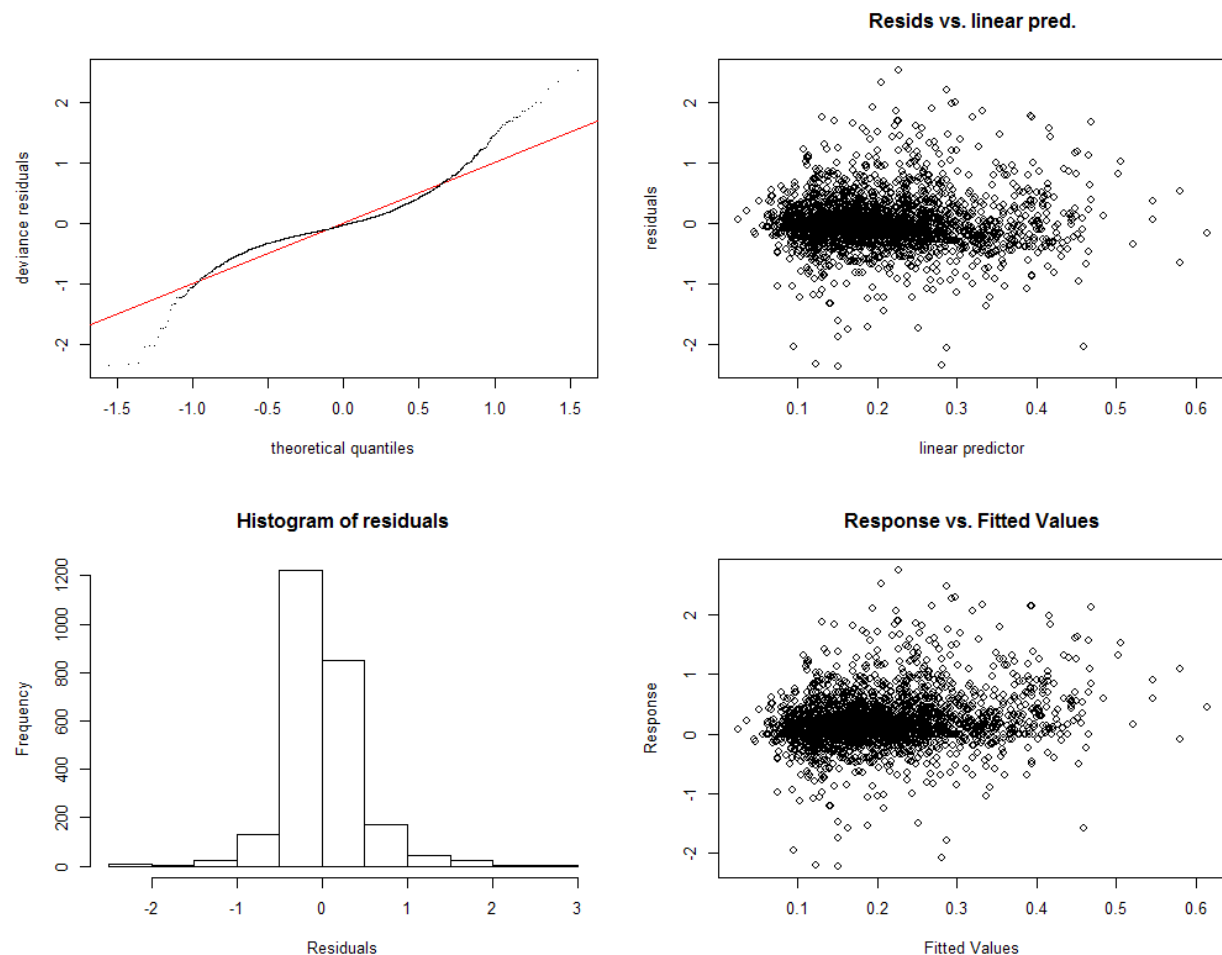 2
1
0
-1
-2
deviance residuals
-1.5 -1.0 -0.5 0.0 0.5 1.0 1.5
theoretical quantiles
Resids vs. linear pred.
2
1
0
-1
-2
residuals
0.1 0.2 0.3 0.4 0.5 0.6
linear predictor
Histogram of residuals
1200
1000
800
600
400
200
0
Frequency
-2 -1 0 1 2 3
Residuals
Response vs. Fitted Values
2
1
0
-1
-2
Response
0.1 0.2 0.3 0.4 0.5 0.6
Fitted Values